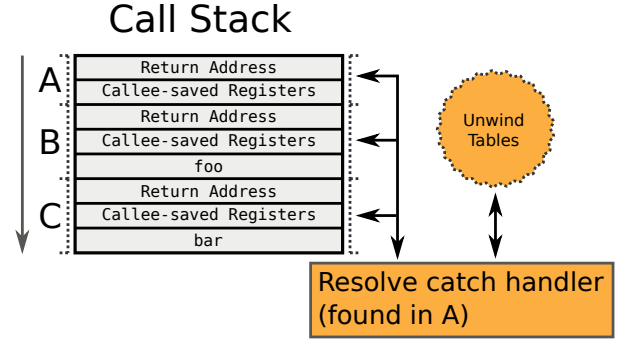 Call Stack
A
Return Address
Callee-saved Registers
B
Return Address
Callee-saved Registers
foo
C
Return Address
Callee-saved Registers
bar
Unwind
Tables
Resolve catch handler
(found in A)